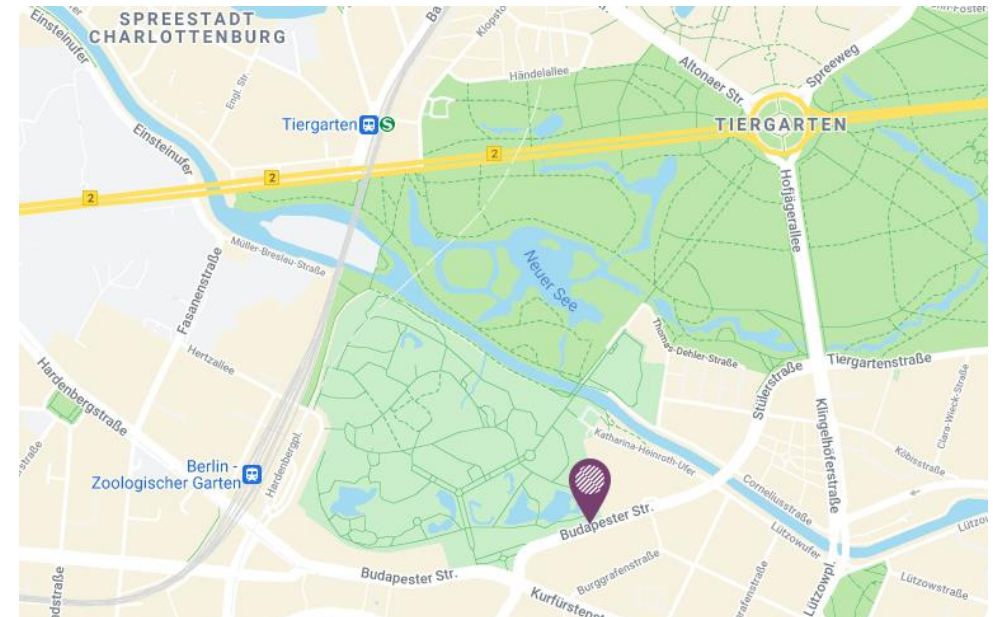 SPREESTADT
CHARLOTTENBURG
Einsteinufer
Klopsto
Händelallee
Altonaer Str.
Spreeweg
Engl. Str.
Tiergarten
S
TIERGARTEN
Einsteinufer
2
2
2
Hofjägerallee
Müller-Breslau-Straße
Neuer See
Fasanenstraße
Hertzallee
Thomas-Dehler-Straße
Tiergartenstraße
Stülerstraße
Hardenbergstraße
Klingelhöferstraße
Clara-Wieck-Straße
Katharina-Heinroth-Ufer
Köbisstraße
Berlin -
Zoologischer Garten
Hardenbergpl.
Corneliusstraße
Budapester Str.
Lützowufer
Lützo
Burggrafenstraße
Budapester Str.
Kurfürsten
Lützowpl.
Lützowstraße